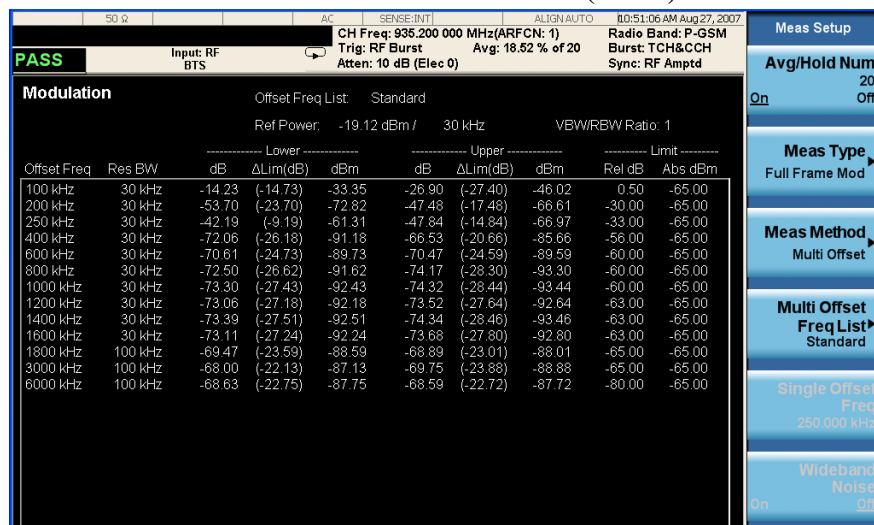 50 Ω AC SENSE:INT ALIGN AUTO 10:51:06 AM Aug 27, 2007
CH Freq: 935.200 000 MHz(ARFCN: 1) Radio Band: P-GSM
Trig: RF Burst Avg: 18.52 % of 20 Burst: TCH&CCH
Atten: 10 dB (Elec 0) Sync: RF Amptd
PASS
Input: RF
BTS
Modulation
Offset Freq List: Standard
Ref Power: -19.12 dBm / 30 kHz VBW/RBW Ratio: 1
---------- Lower ------------- ------------- Upper ------------ ---------- Limit ---------
Offset Freq Res BW dB ΔLim(dB) dBm dB ΔLim(dB) dBm Rel dB Abs dBm
100 kHz 30 kHz -14.23 (-14.73) -33.35 -26.90 (-27.40) -46.02 0.50 -65.00
200 kHz 30 kHz -53.70 (-23.70) -72.82 -47.48 (-17.48) -66.61 -30.00 -65.00
250 kHz 30 kHz -42.19 (-9.19) -61.31 -47.84 (-14.84) -66.97 -33.00 -65.00
400 kHz 30 kHz -72.06 (-26.18) -91.18 -66.53 (-20.66) -85.66 -56.00 -65.00
600 kHz 30 kHz -70.61 (-24.73) -89.73 -70.47 (-24.59) -89.59 -60.00 -65.00
800 kHz 30 kHz -72.50 (-26.62) -91.62 -74.17 (-28.30) -93.30 -60.00 -65.00
1000 kHz 30 kHz -73.30 (-27.43) -92.43 -74.32 (-28.44) -93.44 -60.00 -65.00
1200 kHz 30 kHz -73.06 (-27.18) -92.18 -73.52 (-27.64) -92.64 -63.00 -65.00
1400 kHz 30 kHz -73.39 (-27.51) -92.51 -74.34 (-28.46) -93.46 -63.00 -65.00
1600 kHz 30 kHz -73.11 (-27.24) -92.24 -73.68 (-27.80) -92.80 -63.00 -65.00
1800 kHz 100 kHz -69.47 (-23.59) -88.59 -68.89 (-23.01) -88.01 -65.00 -65.00
3000 kHz 100 kHz -68.00 (-22.13) -87.13 -69.75 (-23.88) -88.88 -65.00 -65.00
6000 kHz 100 kHz -68.63 (-22.75) -87.75 -68.59 (-22.72) -87.72 -80.00 -65.00
Meas Setup
Avg/Hold Num
20
On Off
Meas Type
Full Frame Mod
Meas Method
Multi Offset
Multi Offset
Freq List
Standard
Single Offset
Freq
250.000 kHz
Wideband
Noise
On Off